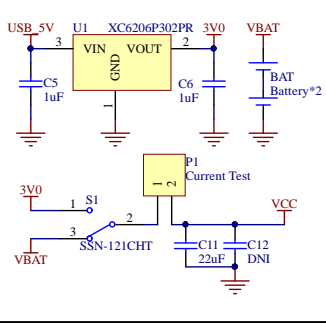 USB_5V U1 XC6206P302PR 3V0 VBAT
3 VIN VOUT 2
GND
C5
1uF
C6
1uF
1
BAT
Battery*2
P1
Current Test
1
2
3V0
1 S1
2
3
VBAT
SSN-121CHT
VCC
C11
22uF
C12
DNI